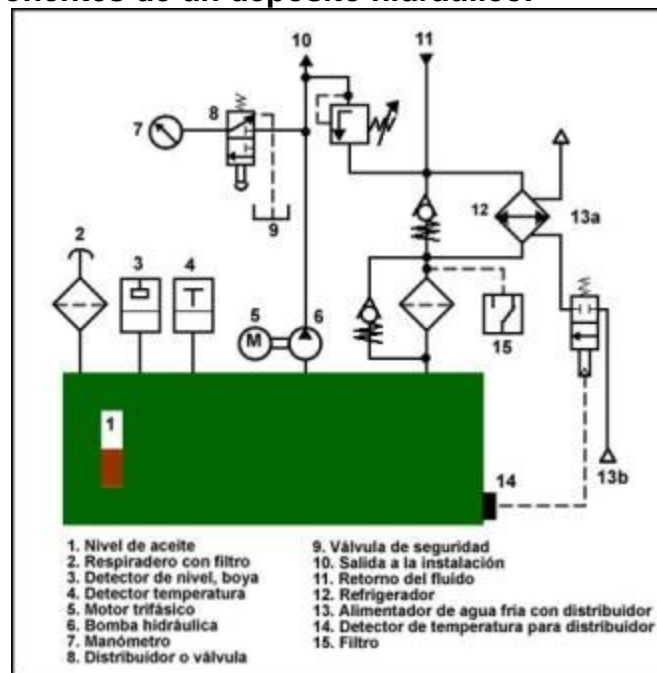 10
11
7
8
9
2
3
4
5
M
6
12
13a
15
1
14
13b
1. Nivel de aceite
2. Respiradero con filtro
3. Detector de nivel, boya
4. Detector temperatura
5. Motor trifásico
6. Bomba hidráulica
7. Manómetro
8. Distribuidor o válvula
9. Válvula de seguridad
10. Salida a la instalación
11. Retorno del fluido
12. Refrigerador
13. Alimentador de agua fría con distribuidor
14. Detector de temperatura para distribuidor
15. Filtro